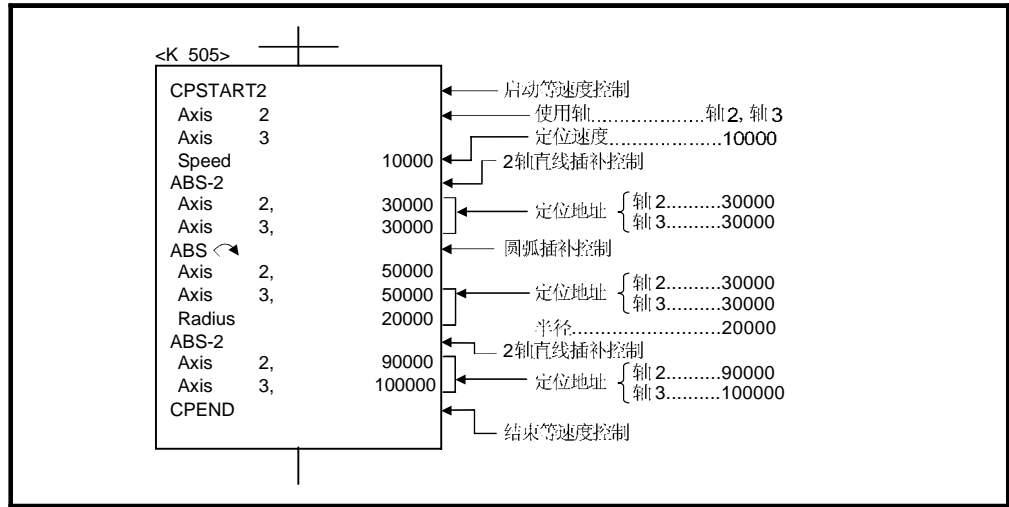 <K 505>
CPSTART2 启动等速度控制
Axis 2 使用轴...................轴2, 轴3
Axis 3
定位速度....................10000
Speed 10000
2轴直线插补控制
ABS-2
Axis 2, 30000
Axis 3, 30000
定位地址 { 轴2..........30000
轴3..........30000
ABS 圆弧插补控制
Axis 2, 50000
Axis 3, 50000
Radius 20000
定位地址 { 轴2..........30000
轴3..........30000
半径..........................20000
ABS-2
2轴直线插补控制
Axis 2, 90000
Axis 3, 100000
定位地址 { 轴2..........90000
轴3..........100000
CPEND
结束等速度控制